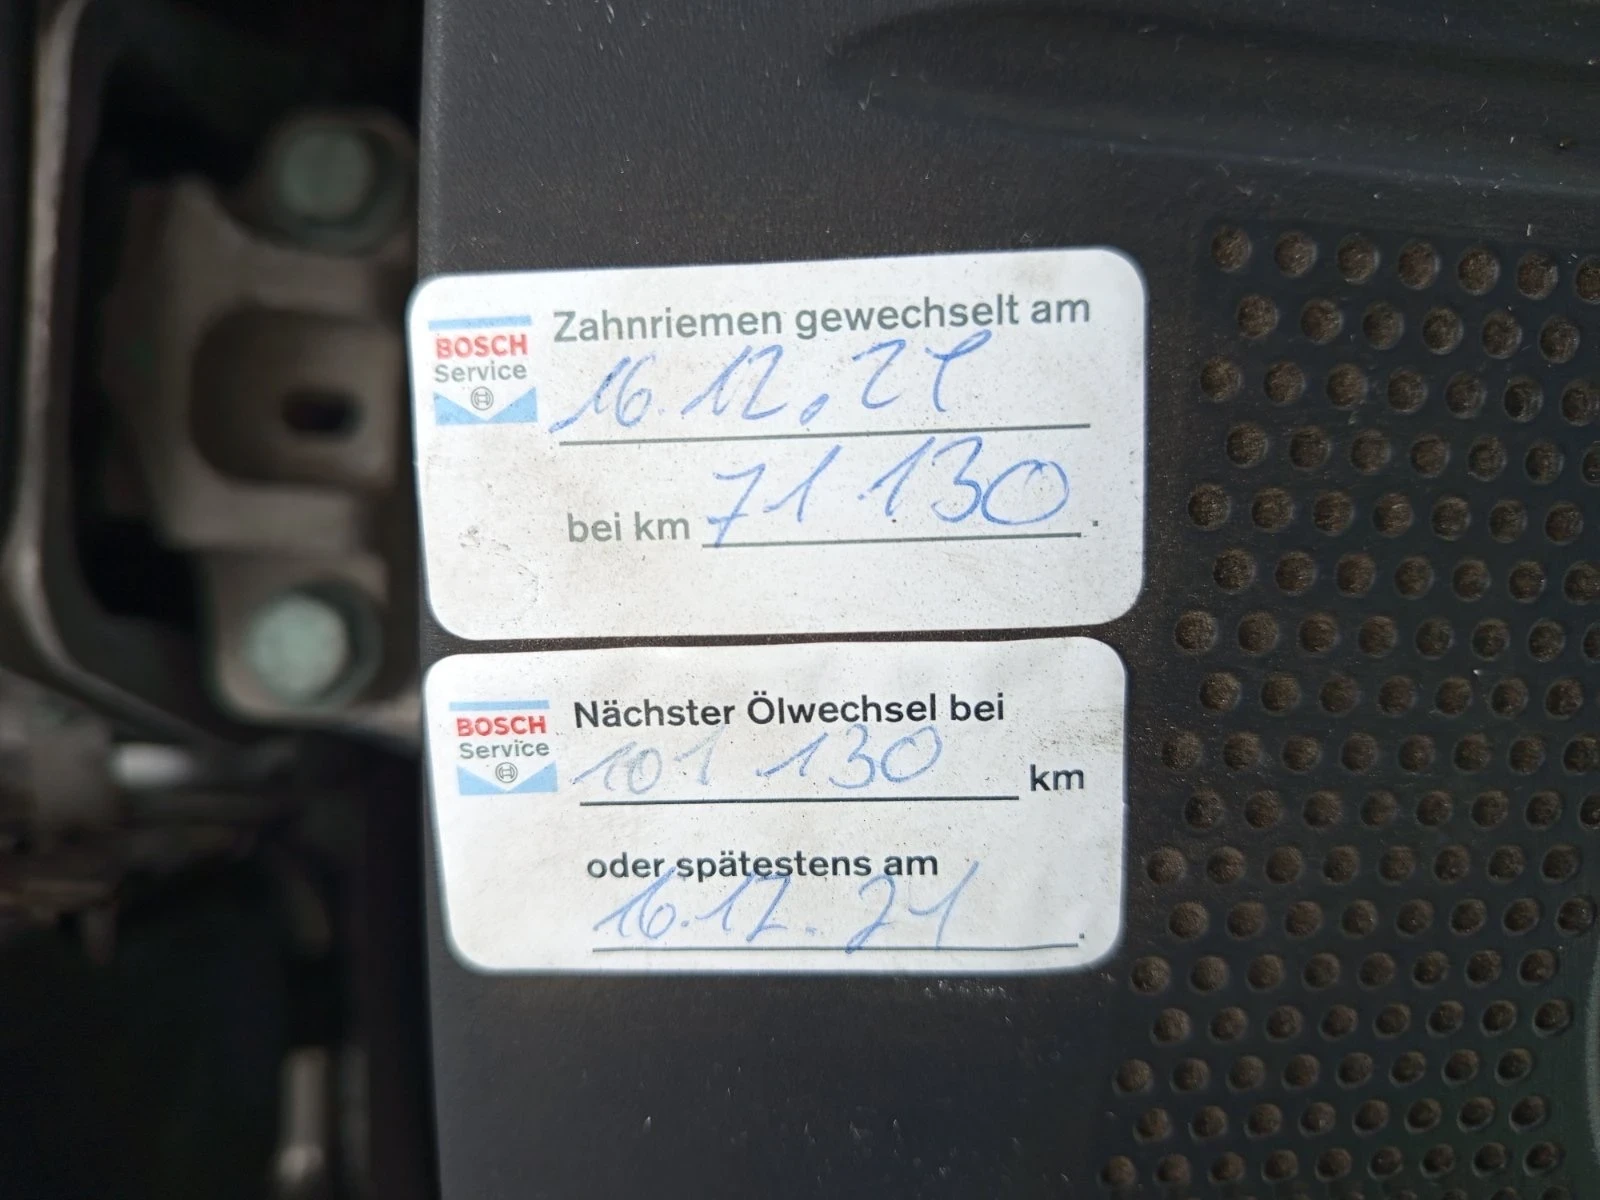 Zahnriemen gewechselt am
BOSCH
Service
16.12.21
bei km 71 130.
Nächster Ölwechsel bei
BOSCH
Service
101 130 km
oder spätestens am
16.12.21.